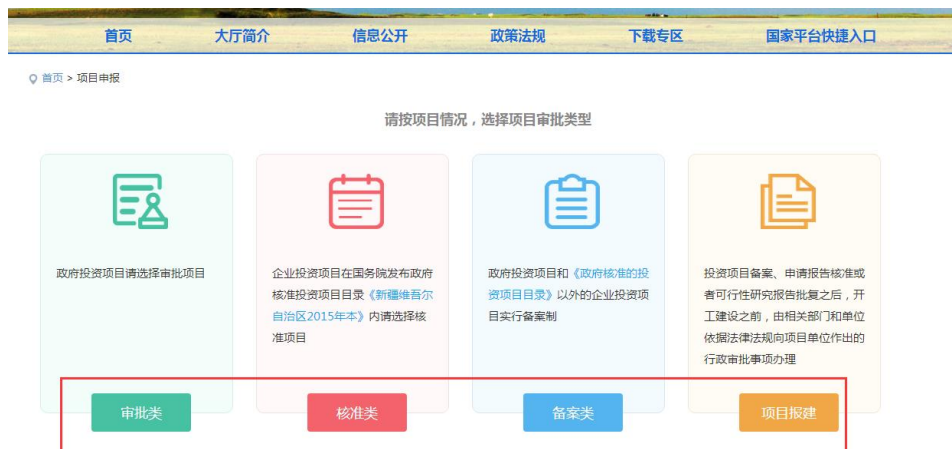 首页 大厅简介 信息公开 政策法规 下载专区 国家平台快捷入口
首页 > 项目申报
请按项目情况，选择项目审批类型
政府投资项目请选择审批项目
企业投资项目在国务院发布政府
核准投资项目目录《新疆维吾尔
自治区2015年本》内请选择核
准项目
政府投资项目和《政府核准的投
资项目目录》以外的企业投资项
目实行备案制
投资项目备案、申请报告核准或
者可行性研究报告批复之后，开
工建设之前，由相关部门和单位
依据法律法规向项目单位作出的
行政审批事项办理
审批类 核准类 备案类 项目报建